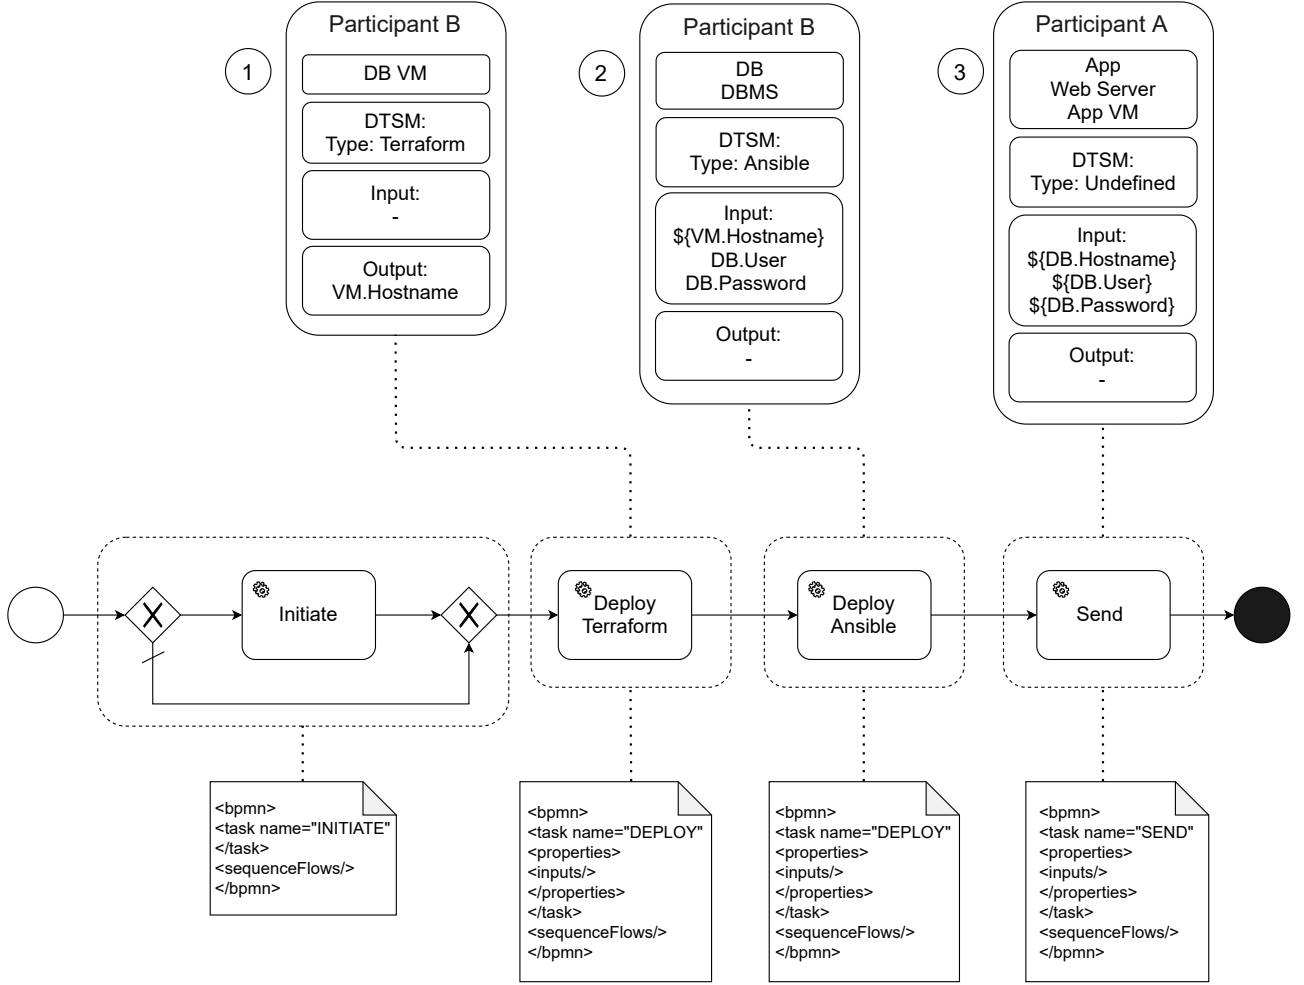 1
Participant B
DB VM
DTSM:
Type: Terraform
Input:
-
Output:
VM.Hostname
2
Participant B
DB
DBMS
DTSM:
Type: Ansible
Input:
${VM.Hostname}
DB.User
DB.Password
Output:
-
3
Participant A
App
Web Server
App VM
DTSM:
Type: Undefined
Input:
${DB.Hostname}
${DB.User}
${DB.Password}
Output:
-
X
Initiate
X
Deploy
Terraform
Deploy
Ansible
Send
<bpmn>
<task name="INITIATE"
</task>
<sequenceFlows/>
</bpmn>
<bpmn>
<task name="DEPLOY"
<properties>
<inputs/>
</properties>
</task>
<sequenceFlows/>
</bpmn>
<bpmn>
<task name="DEPLOY"
<properties>
<inputs/>
</properties>
</task>
<sequenceFlows/>
</bpmn>
<bpmn>
<task name="SEND"
<properties>
<inputs/>
</properties>
</task>
<sequenceFlows/>
</bpmn>